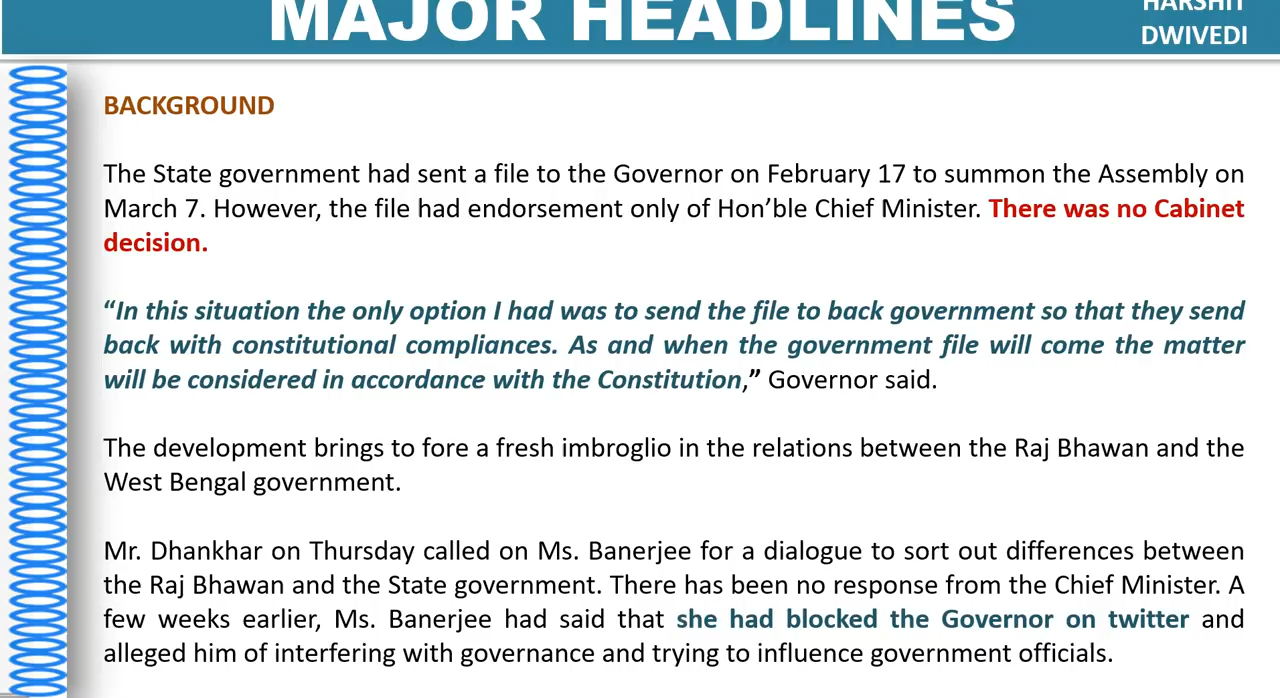 MAJOR HEADLINES
HARSHIT
DWIVEDI
BACKGROUND
The State government had sent a file to the Governor on February 17 to summon the Assembly on
March 7. However, the file had endorsement only of Hon’ble Chief Minister. There was no Cabinet
decision.
“In this situation the only option I had was to send the file to back government so that they send
back with constitutional compliances. As and when the government file will come the matter
will be considered in accordance with the Constitution,” Governor said.
The development brings to fore a fresh imbroglio in the relations between the Raj Bhawan and the
West Bengal government.
Mr. Dhankhar on Thursday called on Ms. Banerjee for a dialogue to sort out differences between
the Raj Bhawan and the State government. There has been no response from the Chief Minister. A
few weeks earlier, Ms. Banerjee had said that she had blocked the Governor on twitter and
alleged him of interfering with governance and trying to influence government officials.